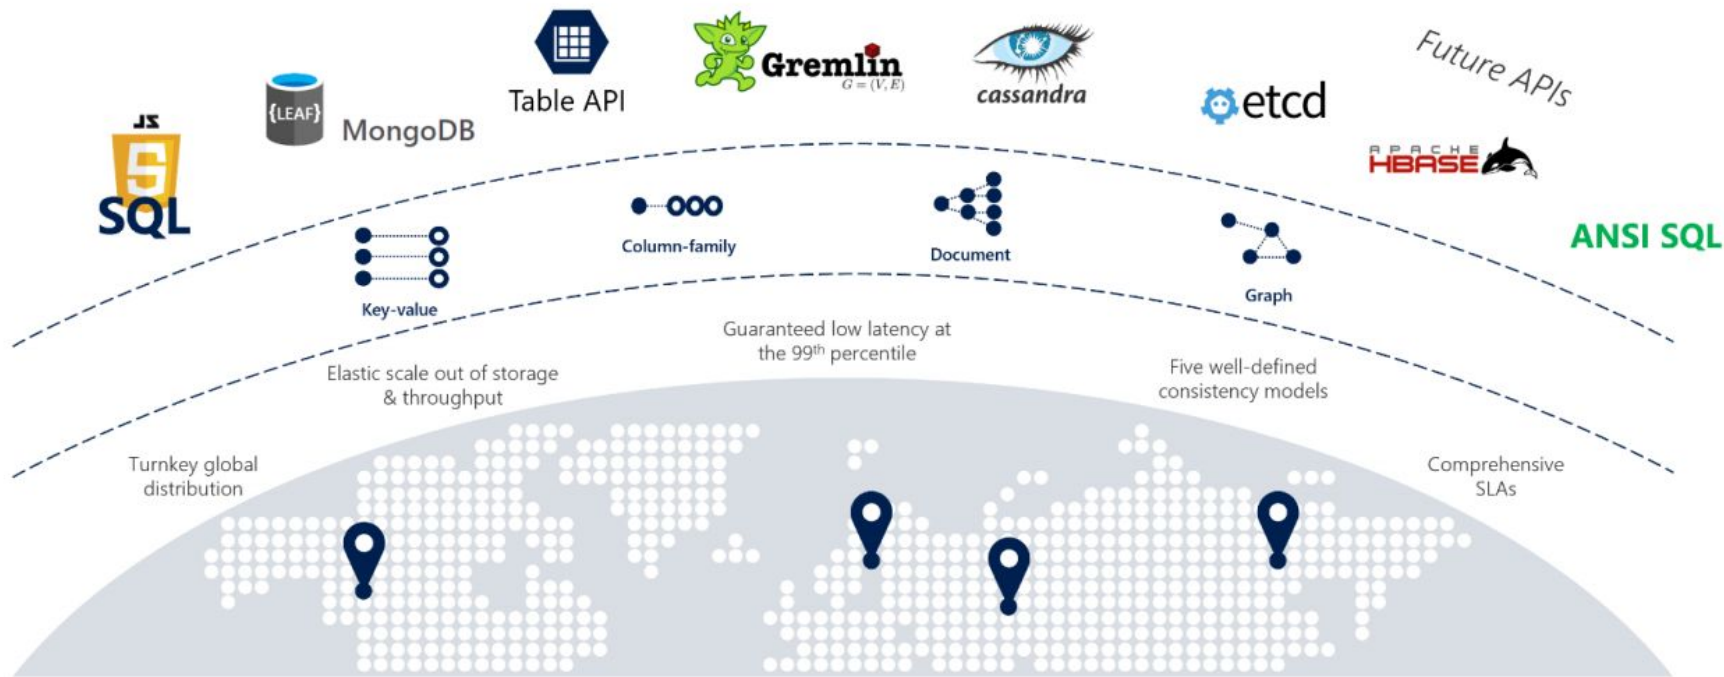 JS
SQL
{LEAF}
MongoDB
Table API
Gremlin
G = (V, E)
cassandra
etcd
Future APIs
APACHE
HBASE
ANSI SQL
Key-value
Column-family
Document
Graph
Turnkey global
distribution
Elastic scale out of storage
& throughput
Guaranteed low latency at
the 99th percentile
Five well-defined
consistency models
Comprehensive
SLAs